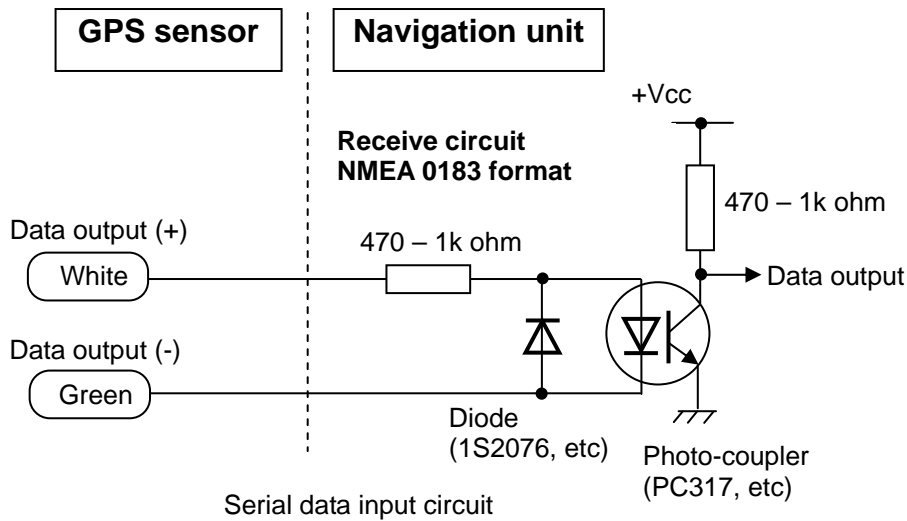 GPS sensor
Navigation unit
+Vcc
Receive circuit
NMEA 0183 format
470 – 1k ohm
Data output (+)
470 – 1k ohm
White
Data output
Data output (-)
Green
Diode
(1S2076, etc)
Photo-coupler
(PC317, etc)
Serial data input circuit